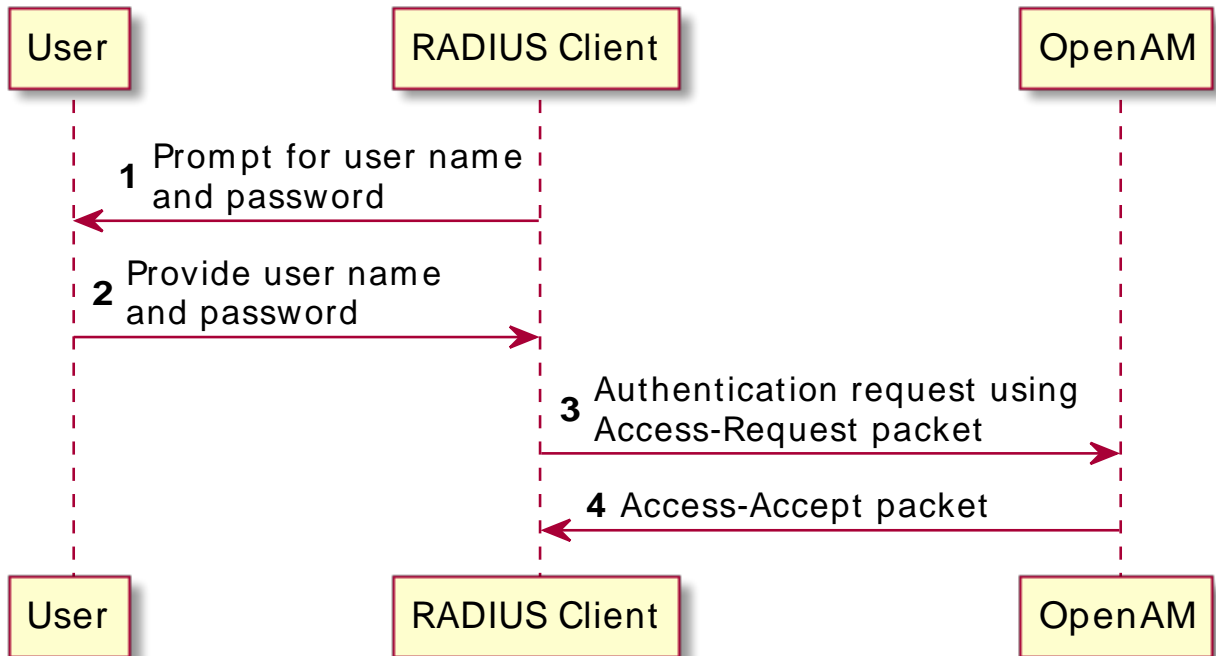 User RADIUS Client OpenAM
1 Prompt for user name
and password
2 Provide user name
and password
3 Authentication request using
Access-Request packet
4 Access-Accept packet
User RADIUS Client OpenAM